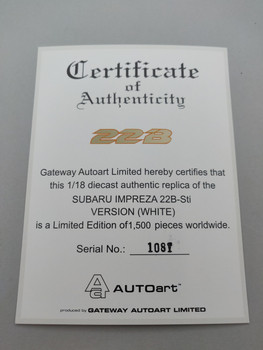 Certificate
of
Authenticity
22B
Gateway Autoart Limited hereby certifies that
this 1/18 diecast authentic replica of the
SUBARU IMPREZA 22B-Sti
VERSION (WHITE)
is a Limited Edition of1,500 pieces worldwide.
Serial No.:
AUTOart
produced by GATEWAY AUTOART LIMITED